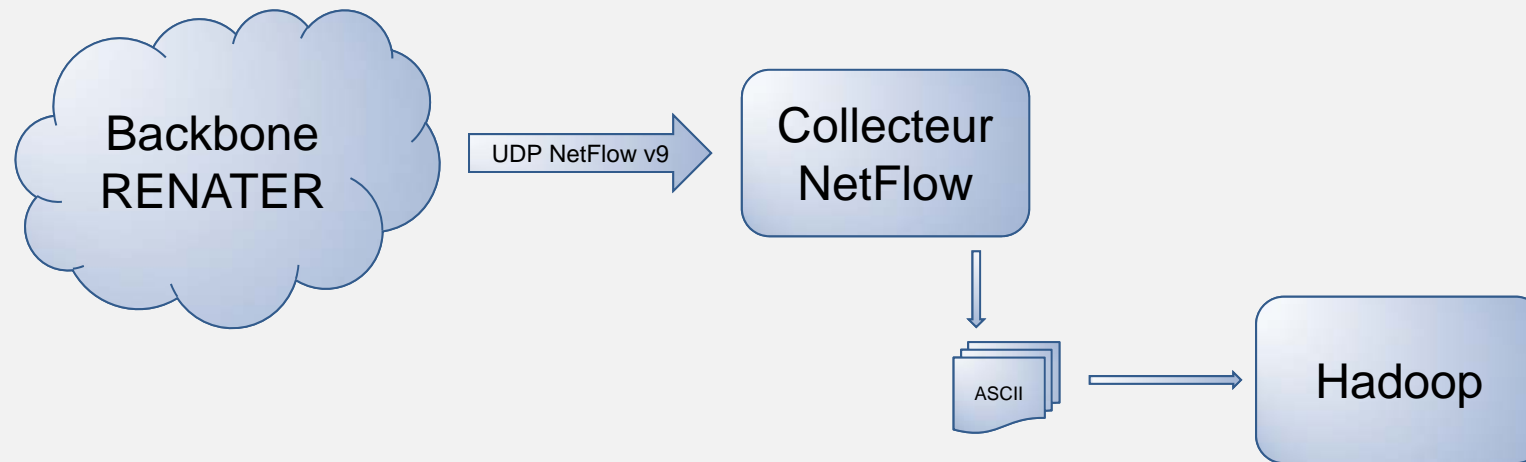 Backbone
RENATER
UDP NetFlow v9
Collecteur
NetFlow
ASCII
Hadoop